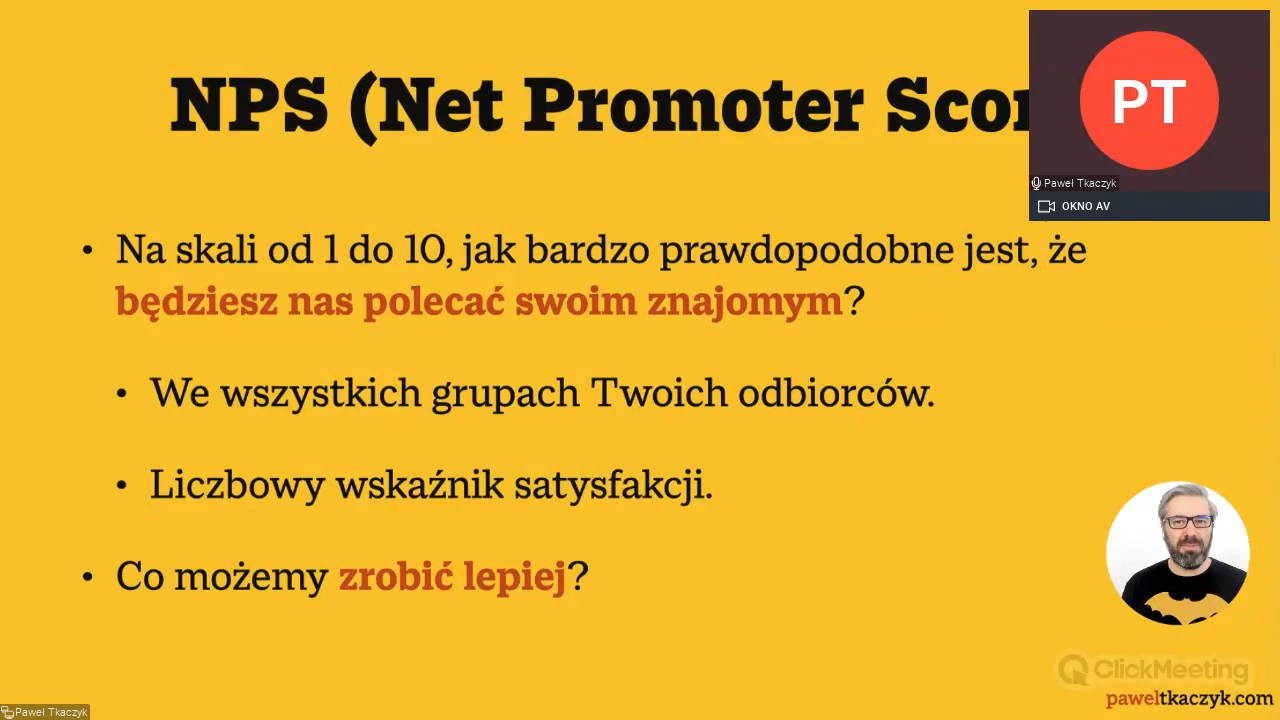 NPS (Net Promoter Scor
PT
Paweł Tkaczyk
OKNO AV
• Na skali od 1 do 10, jak bardzo prawdopodobne jest, że
będziesz nas polecać swoim znajomym?
• We wszystkich grupach Twoich odbiorców.
• Liczbowy wskaźnik satysfakcji.
• Co możemy zrobić lepiej?
ClickMeeting
paweltkaczyk.com
Paweł Tkaczyk